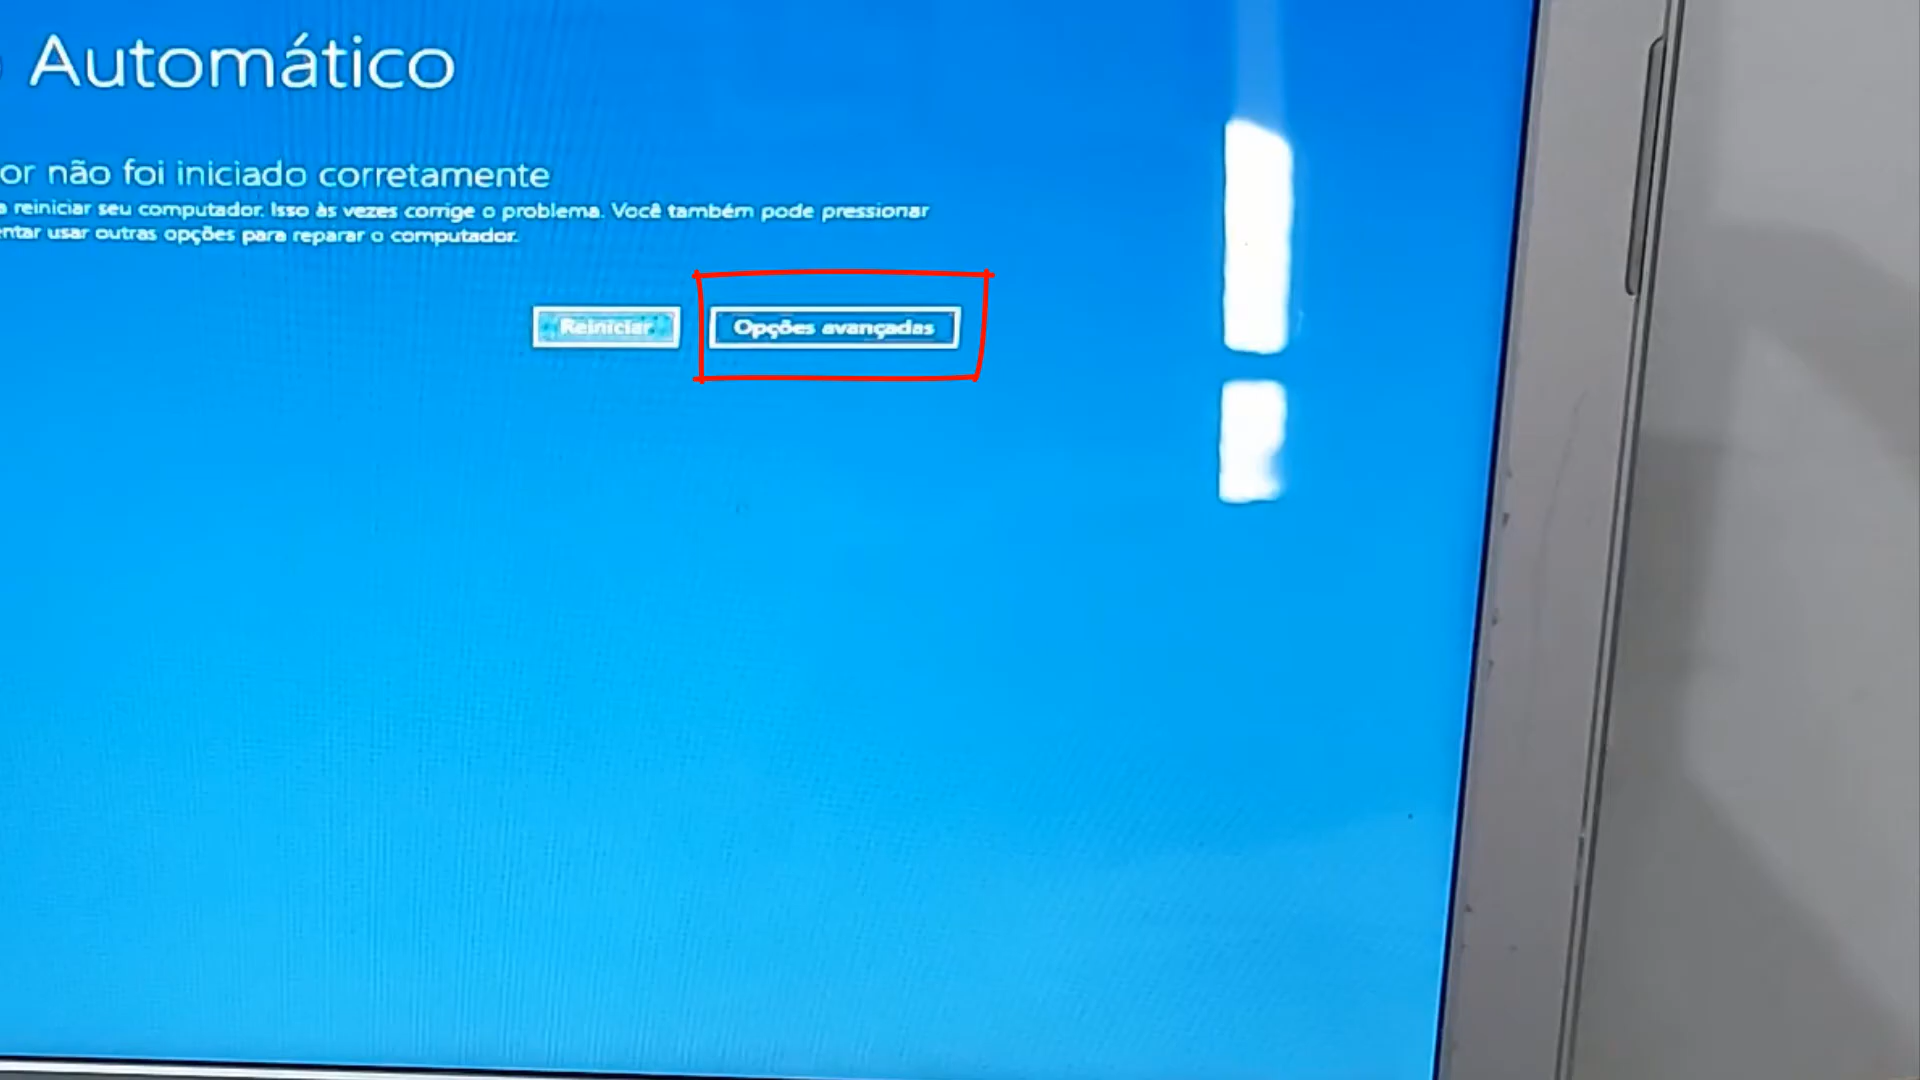 Automático
or não foi iniciado corretamente
a reiniciar seu computador. Isso às vezes corrige o problema. Você também pode pressionar
ntar usar outras opções para reparar o computador.
Reiniciar
Opções avançadas